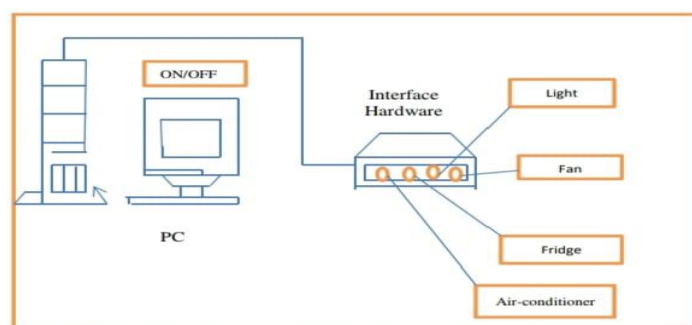 ON/OFF
PC
Interface
Hardware
Light
Fan
Fridge
Air-conditioner